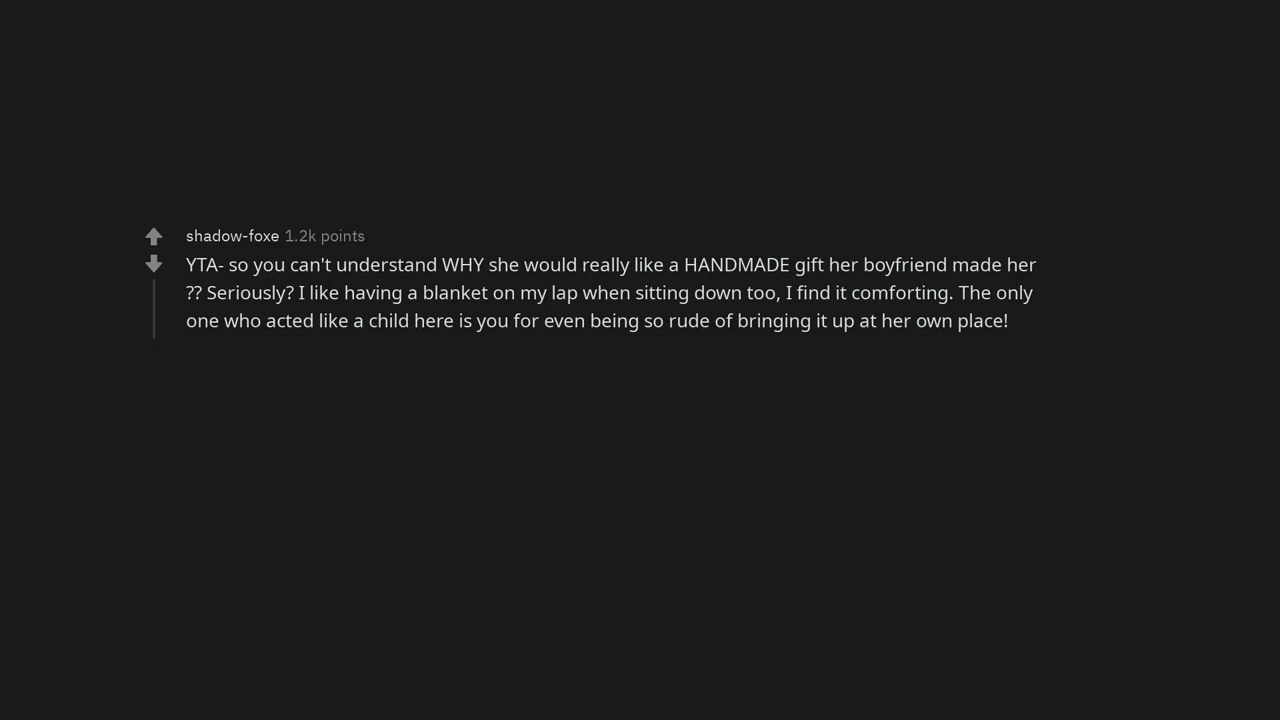 shadow-foxe 1.2k points
YTA- so you can't understand WHY she would really like a HANDMADE gift her boyfriend made her
?? Seriously? I like having a blanket on my lap when sitting down too, I find it comforting. The only
one who acted like a child here is you for even being so rude of bringing it up at her own place!